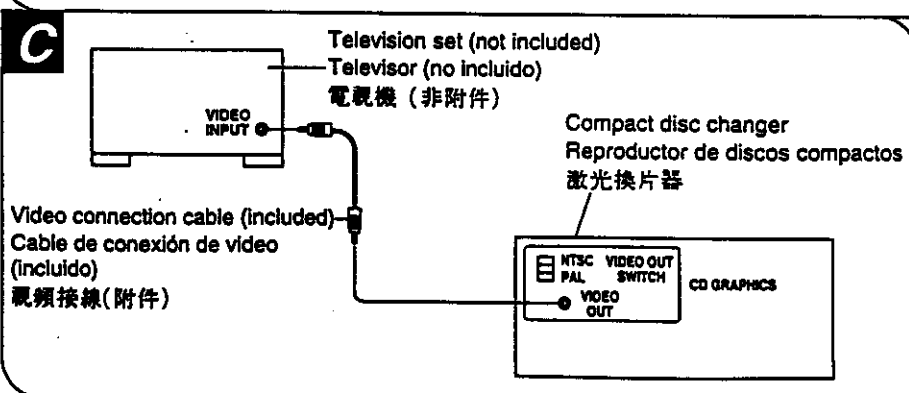 C
Television set (not included)
Televisor (no incluido)
電視機（非附件）
VIDEO
INPUT
Compact disc changer
Reproductor de discos compactos
激光換片器
Video connection cable (included)
Cable de conexión de video
(incluido)
視頻接線(附件)
NTSC
PAL
VIDEO OUT
SWITCH
CD GRAPHICS
VIDEO
OUT